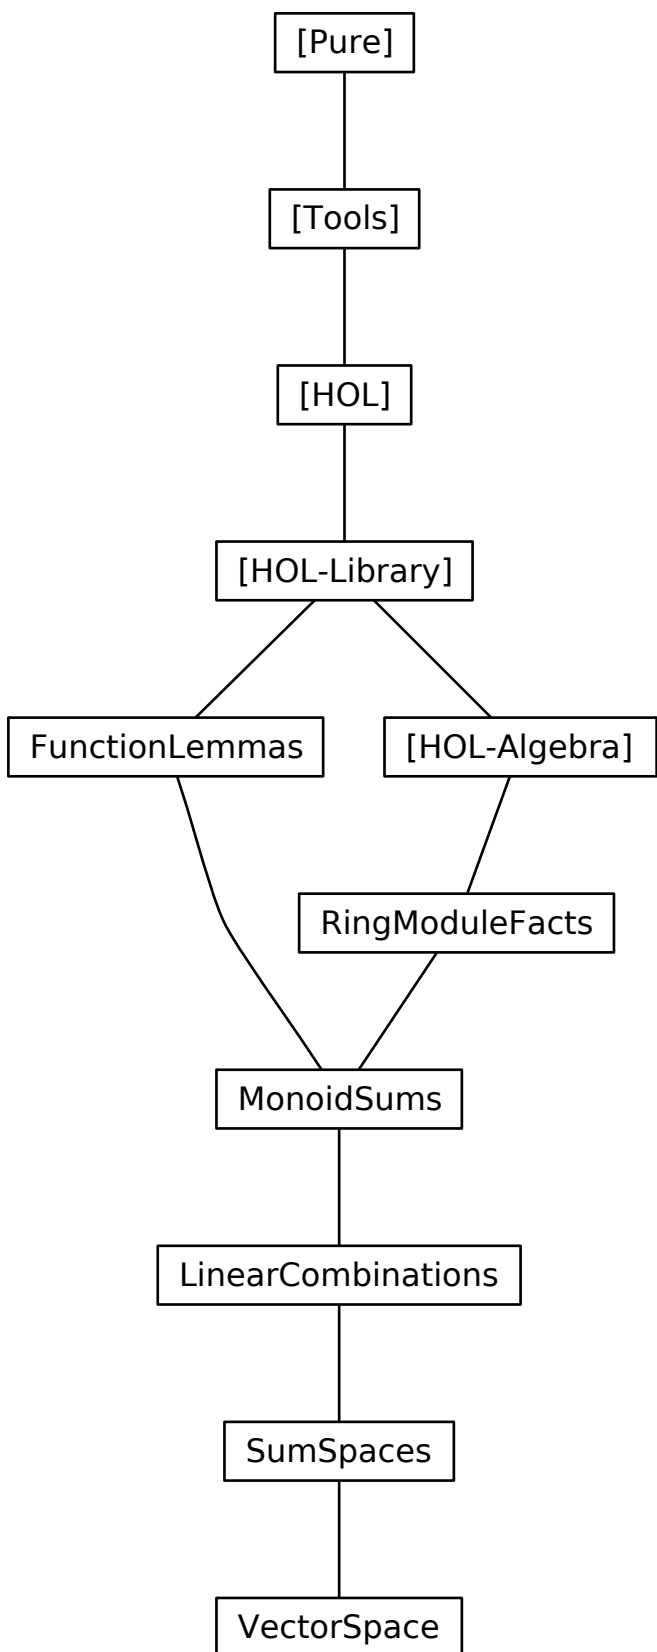 [Pure]
[Tools]
[HOL]
[HOL-Library]
FunctionLemmas
[HOL-Algebra]
RingModuleFacts
MonoidSums
LinearCombinations
SumSpaces
VectorSpace